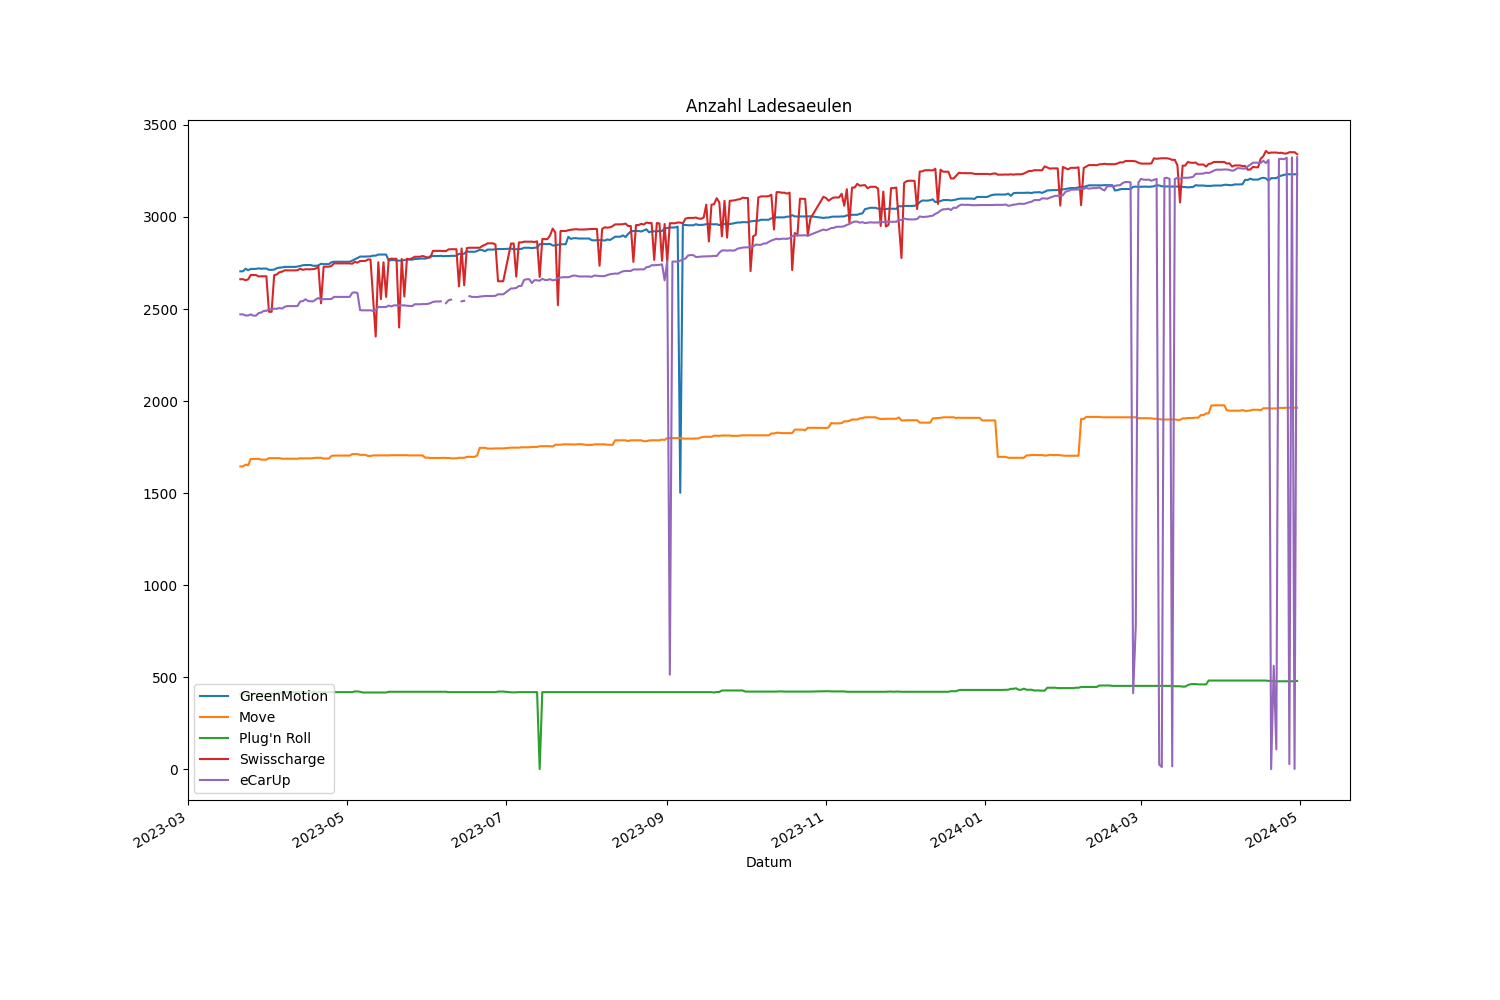 Anzahl Ladesaeulen
3500
3000
2500
2000
1500
1000
500
0
GreenMotion
Move
Plug'n Roll
Swisscharge
eCarUp
2023-03
2023-05
2023-07
2023-09
2023-11
2024-01
2024-03
2024-05
Datum